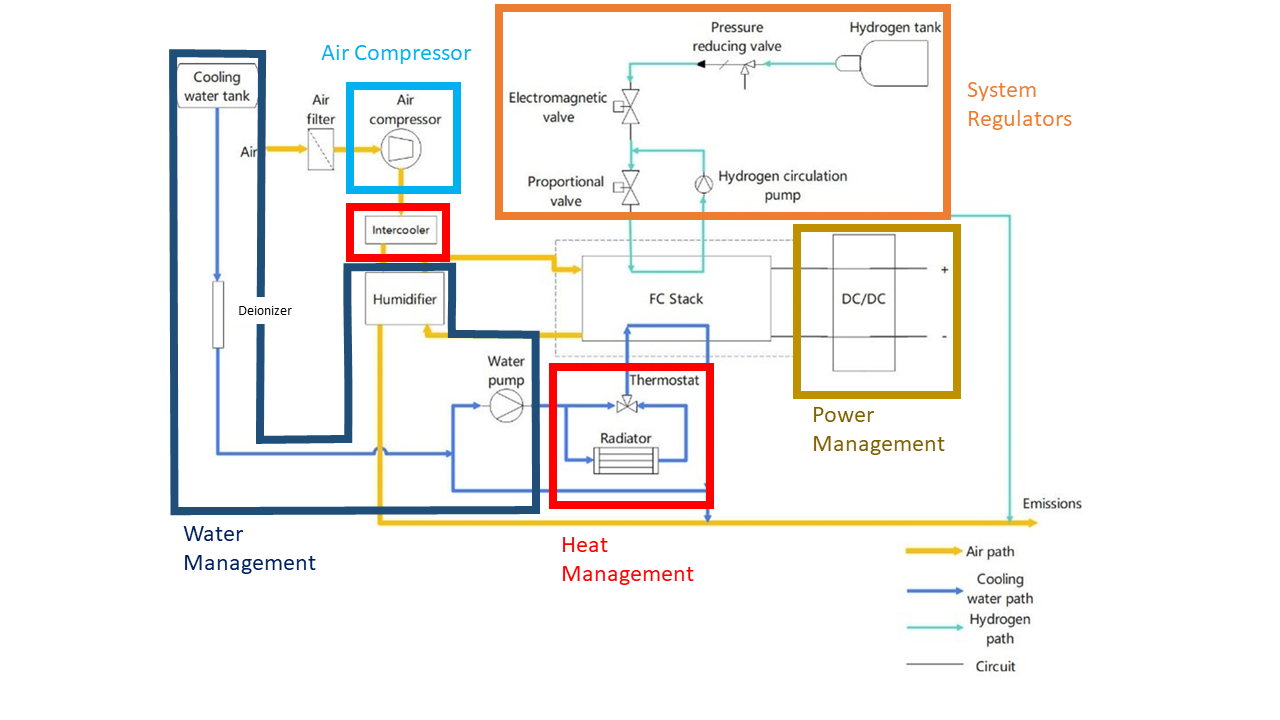 Pressure
reducing valve
Hydrogen tank
Air Compressor
Cooling
water tank
System
Regulators
Electromagnetic
valve
Air
filter
Air
compressor
Air
Proportional
valve
Hydrogen circulation
pump
Intercooler
+
Humidifier
FC Stack
DC/DC
Deionizer
-
Water
pump
Thermostat
Power
Management
Radiator
Emissions
Water
Management
Heat
Management
Air path
Cooling
water path
Hydrogen
path
Circuit